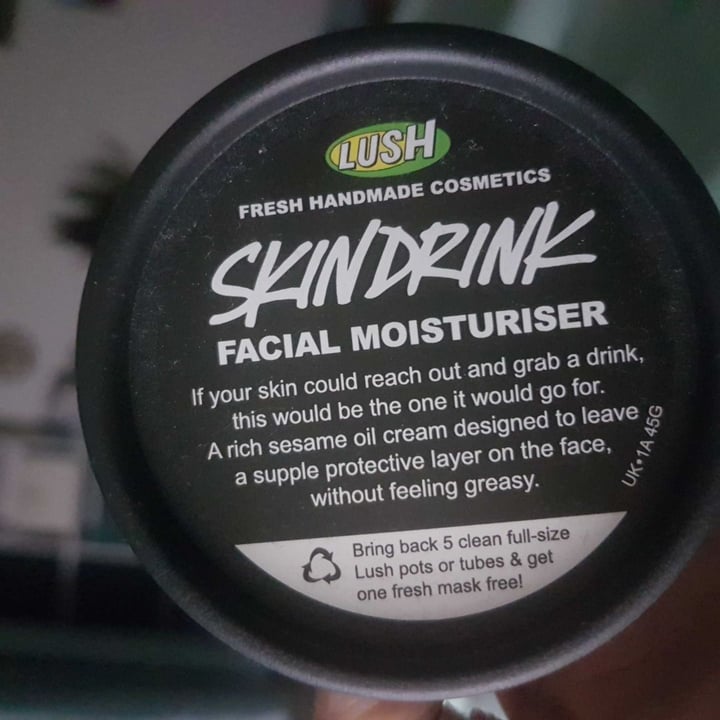 LUSH
FRESH HANDMADE COSMETICS
SKINDRINK
FACIAL MOISTURISER
If your skin could reach out and grab a drink,
this would be the one it would go for.
A rich sesame oil cream designed to leave
a supple protective layer on the face,
without feeling greasy.
UK•1A 45G
Bring back 5 clean full-size
Lush pots or tubes & get
one fresh mask free!